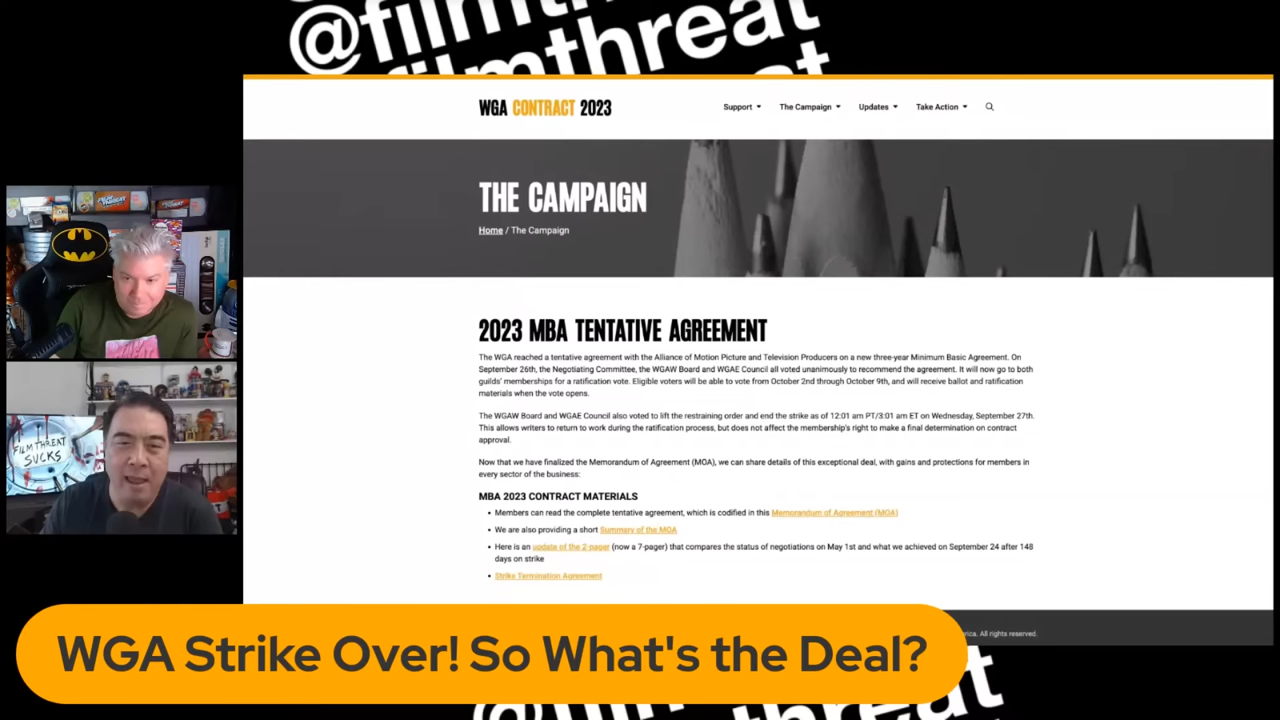 @filmthreat
filmthreat
WGA CONTRACT 2023
Support
The Campaign
Updates
Take Action
THE CAMPAIGN
Home / The Campaign
2023 MBA TENTATIVE AGREEMENT
The WGA reached a tentative agreement with the Alliance of Motion Picture and Television Producers on a new three-year Minimum Basic Agreement. On
September 26th, the Negotiating Committee, the WGAW Board and WGAE Council all voted unanimously to recommend the agreement. It will now go to both
guilds' memberships for a ratification vote. Eligible voters will be able to vote from October 2nd through October 9th, and will receive ballot and ratification
materials when the vote opens.
The WGAW Board and WGAE Council also voted to lift the restraining order and end the strike as of 12:01 am PT/3:01 am ET on Wednesday, September 27th.
This allows writers to return to work during the ratification process, but does not affect the membership's right to make a final determination on contract
approval.
Now that we have finalized the Memorandum of Agreement (MOA), we can share details of this exceptional deal, with gains and protections for members in
every sector of the business:
MBA 2023 CONTRACT MATERIALS
• Members can read the complete tentative agreement, which is codified in this Memorandum of Agreement (MOA)
• We are also providing a short Summary of the MOA
• Here is an update of the 2-pager (now a 7-pager) that compares the status of negotiations on May 1st and what we achieved on September 24 after 148
days on strike
• Strike Termination Agreement
FILM THREAT
SUCKS
rica. All rights reserved.
WGA Strike Over! So What's the Deal?
@filmthreat